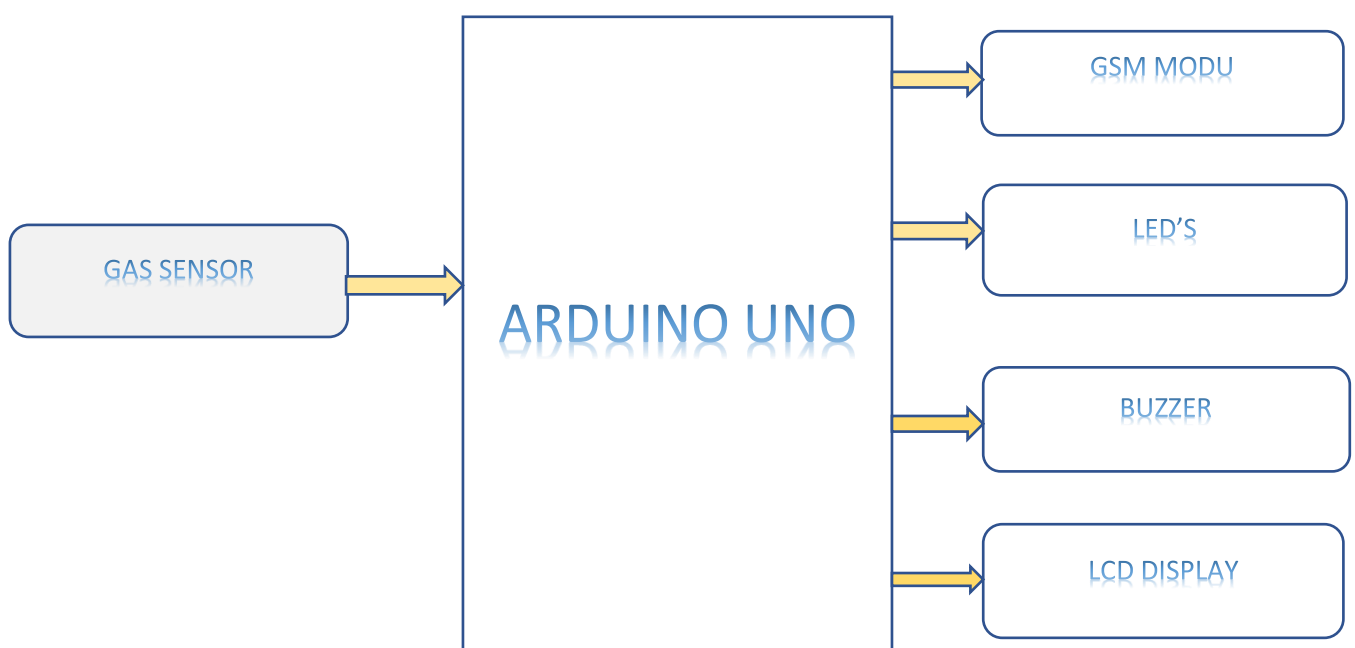 GAS SENSOR
ARDUINO UNO
GSM MODU
LED’S
BUZZER
LCD DISPLAY